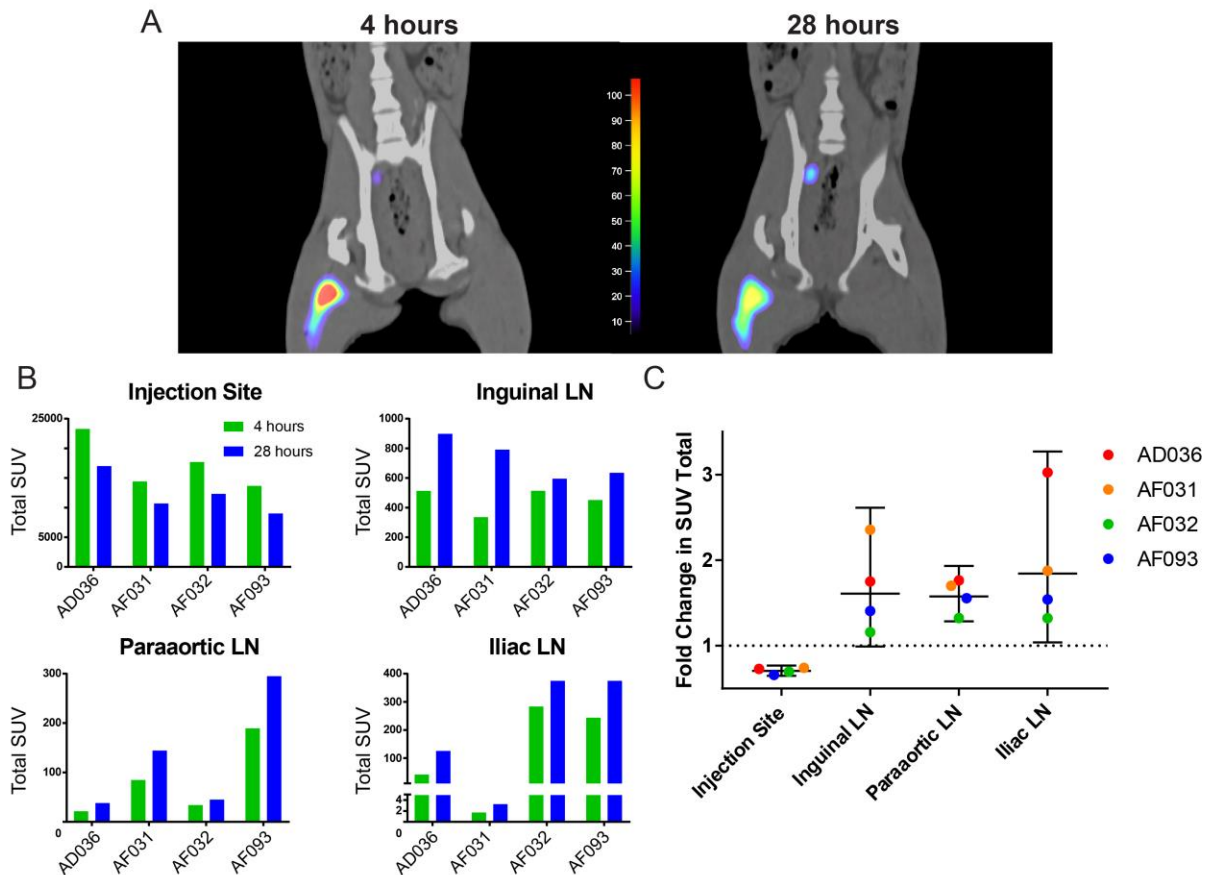 A
4 hours
28 hours
100
90
80
70
60
50
40
30
20
10
B
Injection Site
Total SUV
25000
5000
0
4 hours
28 hours
AD036
AF031
AF032
AF093
Inguinal LN
Total SUV
1000
800
600
400
200
0
AD036
AF031
AF032
AF093
Paraaortic LN
Total SUV
300
200
100
0
AD036
AF031
AF032
AF093
Iliac LN
Total SUV
400
300
200
100
4
2
0
AD036
AF031
AF032
AF093
C
Fold Change in SUV Total
3
2
1
Injection Site
Inguinal LN
Paraaortic LN
Iliac LN
AD036
AF031
AF032
AF093